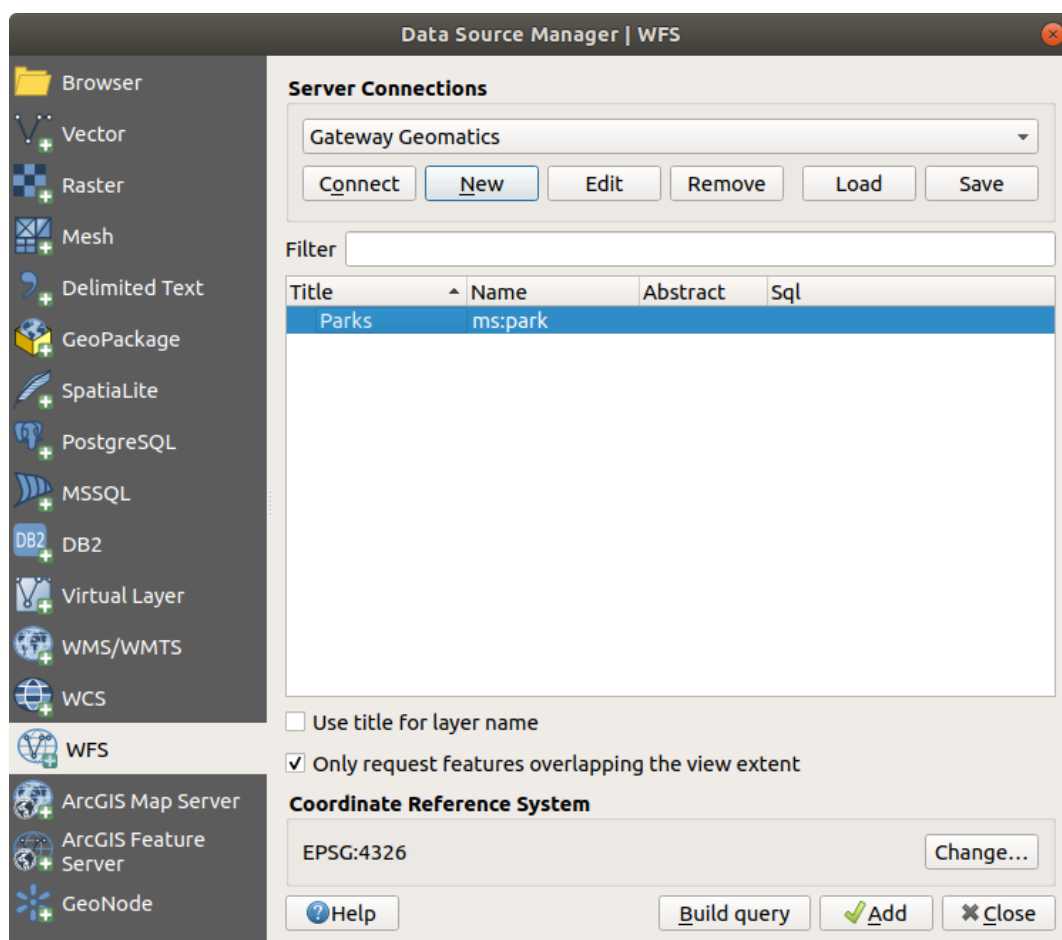 Data Source Manager | WFS
Browser
Vector
Raster
Mesh
Delimited Text
GeoPackage
SpatiaLite
PostgreSQL
MSSQL
DB2
DB2
Virtual Layer
WMS/WMTS
WCS
WFS
ArcGIS Map Server
ArcGIS Feature
Server
GeoNode
Server Connections
Gateway Geomatics
Connect New Edit Remove Load Save
Filter
Title Name Abstract Sql
Parks ms:park
Use title for layer name
Only request features overlapping the view extent
Coordinate Reference System
EPSG:4326 Change...
?Help Build query Add Close